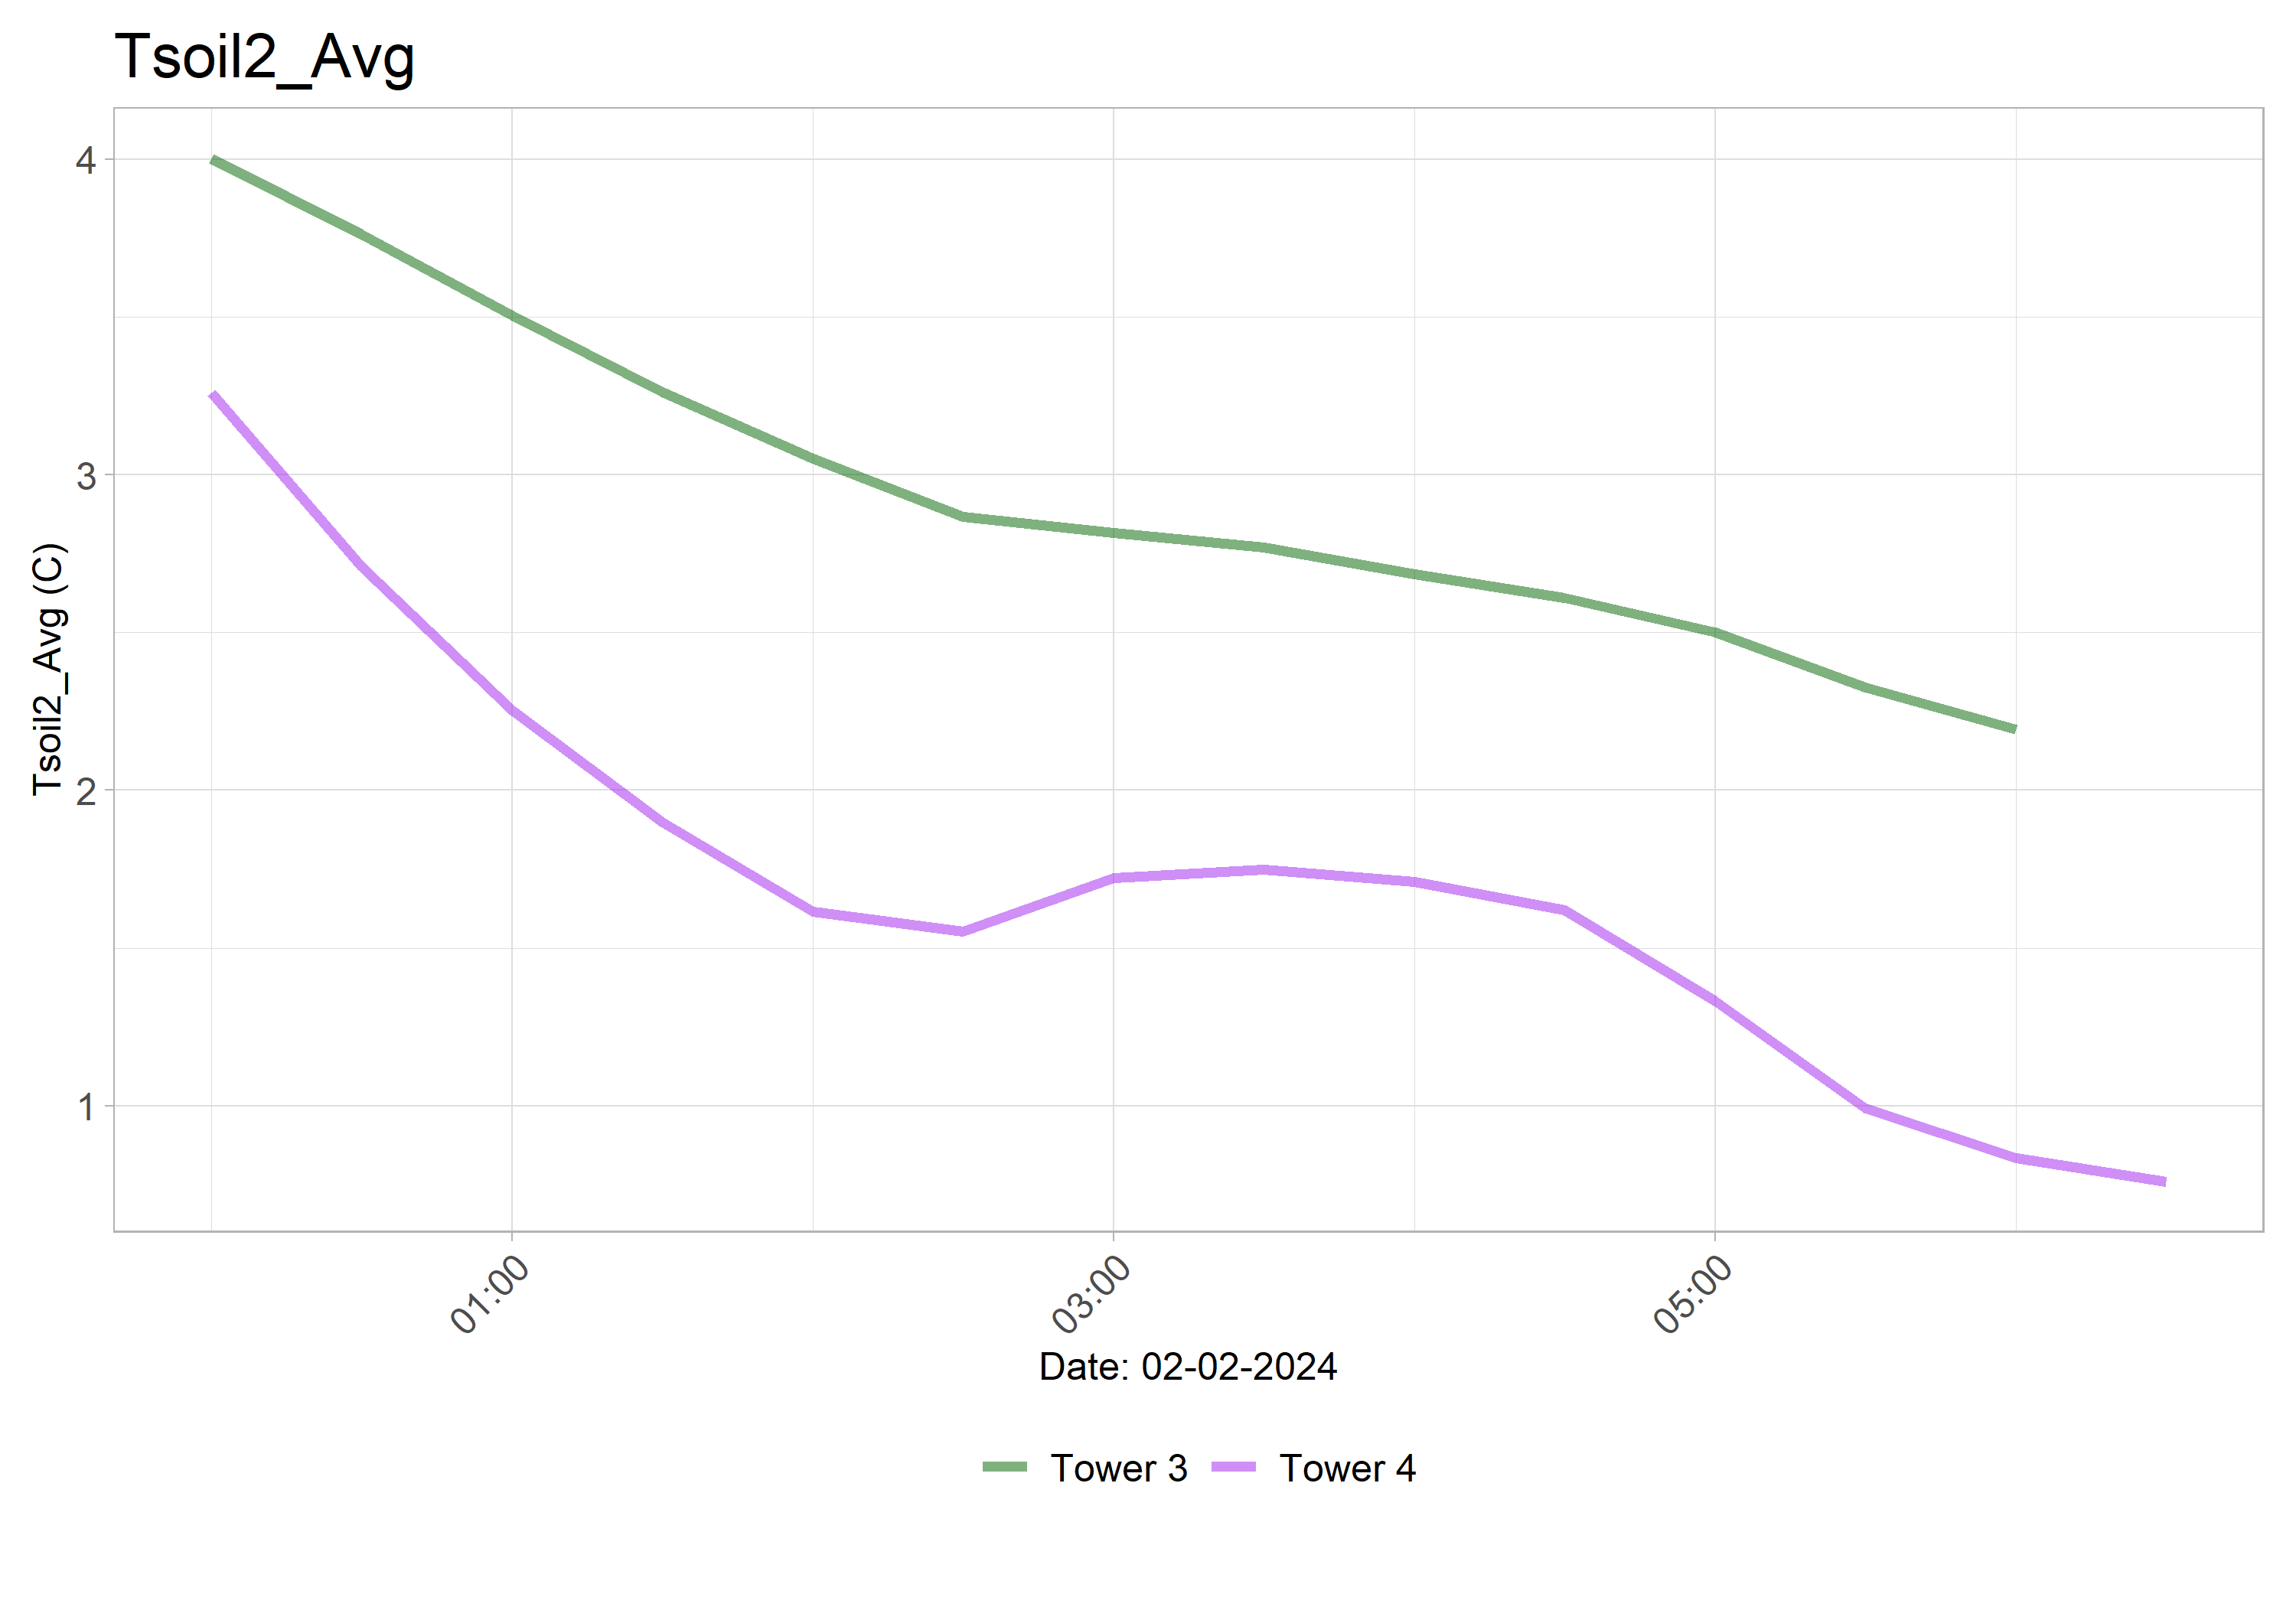 Tsoil2_Avg
Tsoil2_Avg (C)
4
3
2
1
01:00 03:00 05:00
Date: 02-02-2024
Tower 3 Tower 4